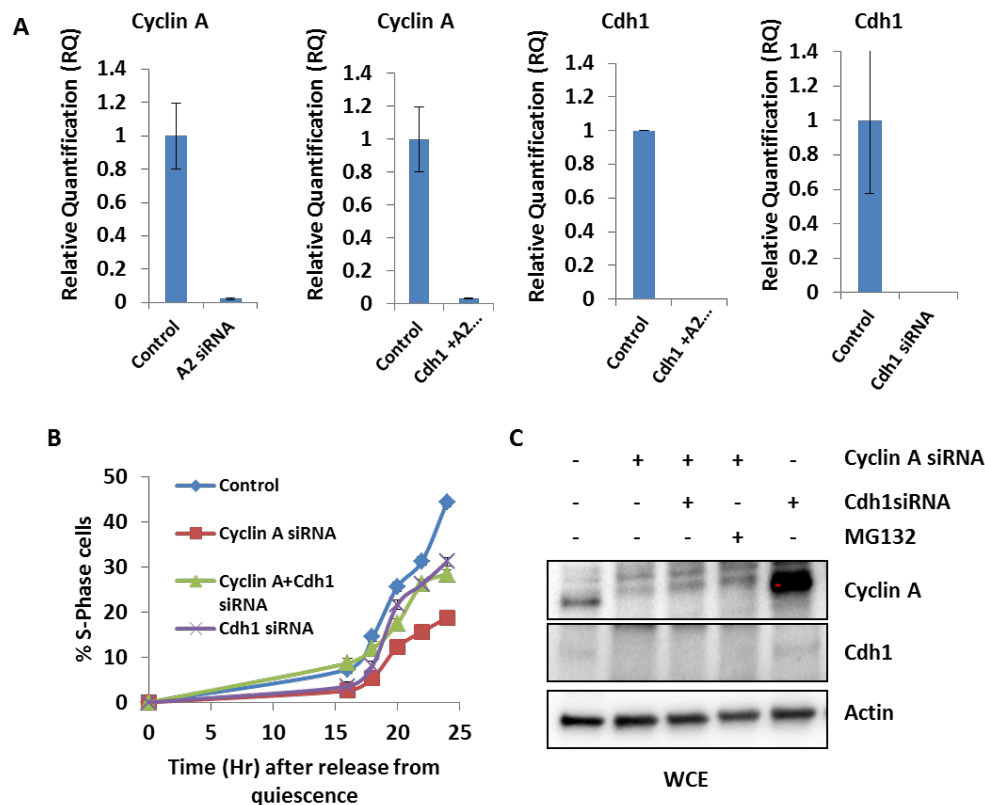 A
Cyclin A
Relative Quantification (RQ)
1.4
1.2
1
0.8
0.6
0.4
0.2
0
Control
A2 siRNA
Cyclin A
Relative Quantification (RQ)
1.4
1.2
1
0.8
0.6
0.4
0.2
0
Control
Cdh1 +A2...
Cdh1
Relative Quantification (RQ)
1.4
1.2
1
0.8
0.6
0.4
0.2
0
Control
Cdh1 +A2...
Cdh1
Relative Quantification (RQ)
1.4
1.2
1
0.8
0.6
0.4
0.2
0
Control
Cdh1 siRNA
B
% S-Phase cells
50
40
30
20
10
0
Control
Cyclin A siRNA
Cyclin A+Cdh1
siRNA
Cdh1 siRNA
0 5 10 15 20 25
Time (Hr) after release from
quiescence
C
- + + + - Cyclin A siRNA
- - + - + Cdh1siRNA
- - - + - MG132
Cyclin A
Cdh1
Actin
WCE